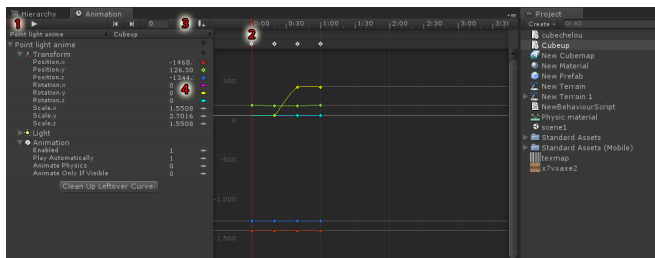 Hierarchy Animation
1 0 3
Point light anime Cubeup
Point light anime
Transform
Position.x -1468.
Position.y 126.30
Position.z -1344.
Rotation.x 0
Rotation.y 0 4
Rotation.z 0
Scale.x 1.5508
Scale.y 2.7016
Scale.z 1.5508
Light
Animation
Enabled 1
Play Automatically 1
Animate Physics 0
Animate Only If Visible 0
Clean Up Leftover Curves
0:00 0:30 1:00 1:30 2:00 2:30 3:00 3:30
2
500
0
-500
-1.000
-1.500
Project
Create All
cubechelou
Cubeup
New Cubemap
New Material
New Prefab
New Terrain
New Terrain 1
NewBehaviourScript
Physic material
scene1
Standard Assets
Standard Assets (Mobile)
texmap
x7vxaxe2